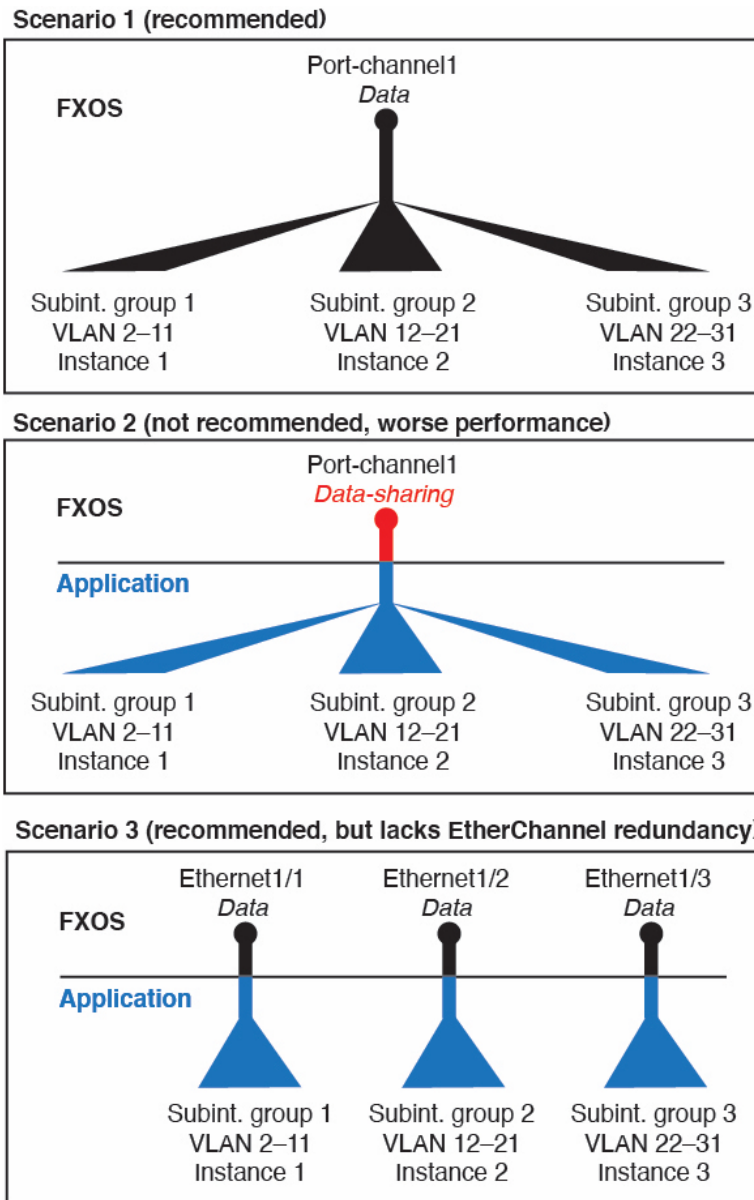 Scenario 1 (recommended)
Port-channel1
Data
FXOS
Subint. group 1 Subint. group 2 Subint. group 3
VLAN 2–11 VLAN 12–21 VLAN 22–31
Instance 1 Instance 2 Instance 3
Scenario 2 (not recommended, worse performance)
Port-channel1
Data-sharing
FXOS
Application
Subint. group 1 Subint. group 2 Subint. group 3
VLAN 2–11 VLAN 12–21 VLAN 22–31
Instance 1 Instance 2 Instance 3
Scenario 3 (recommended, but lacks EtherChannel redundancy)
Ethernet1/1 Ethernet1/2 Ethernet1/3
Data Data Data
FXOS
Application
Subint. group 1 Subint. group 2 Subint. group 3
VLAN 2–11 VLAN 12–21 VLAN 22–31
Instance 1 Instance 2 Instance 3